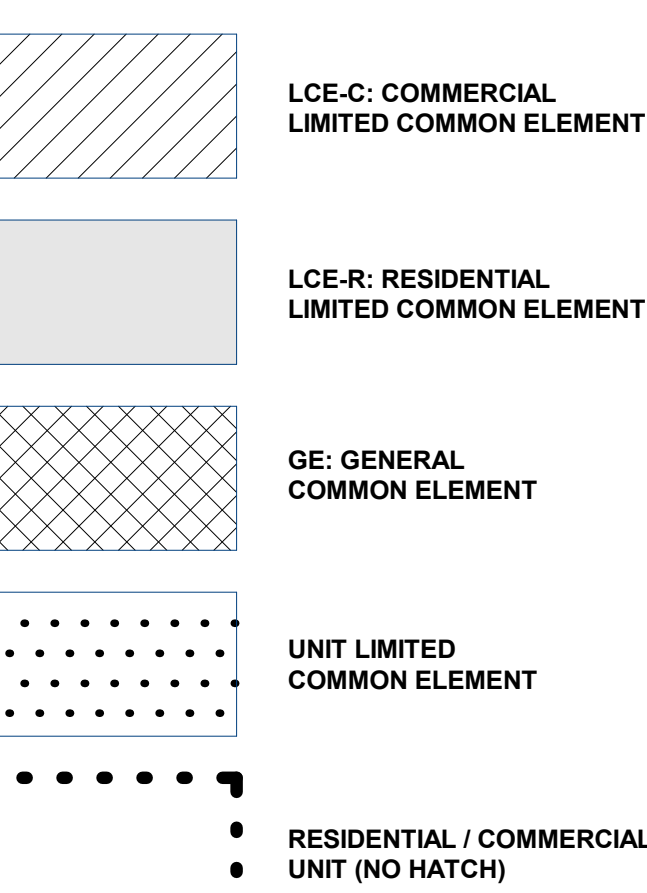 LCE-C: COMMERCIAL
LIMITED COMMON ELEMENT
LCE-R: RESIDENTIAL
LIMITED COMMON ELEMENT
GE: GENERAL
COMMON ELEMENT
UNIT LIMITED
COMMON ELEMENT
RESIDENTIAL / COMMERCIAL
UNIT (NO HATCH)